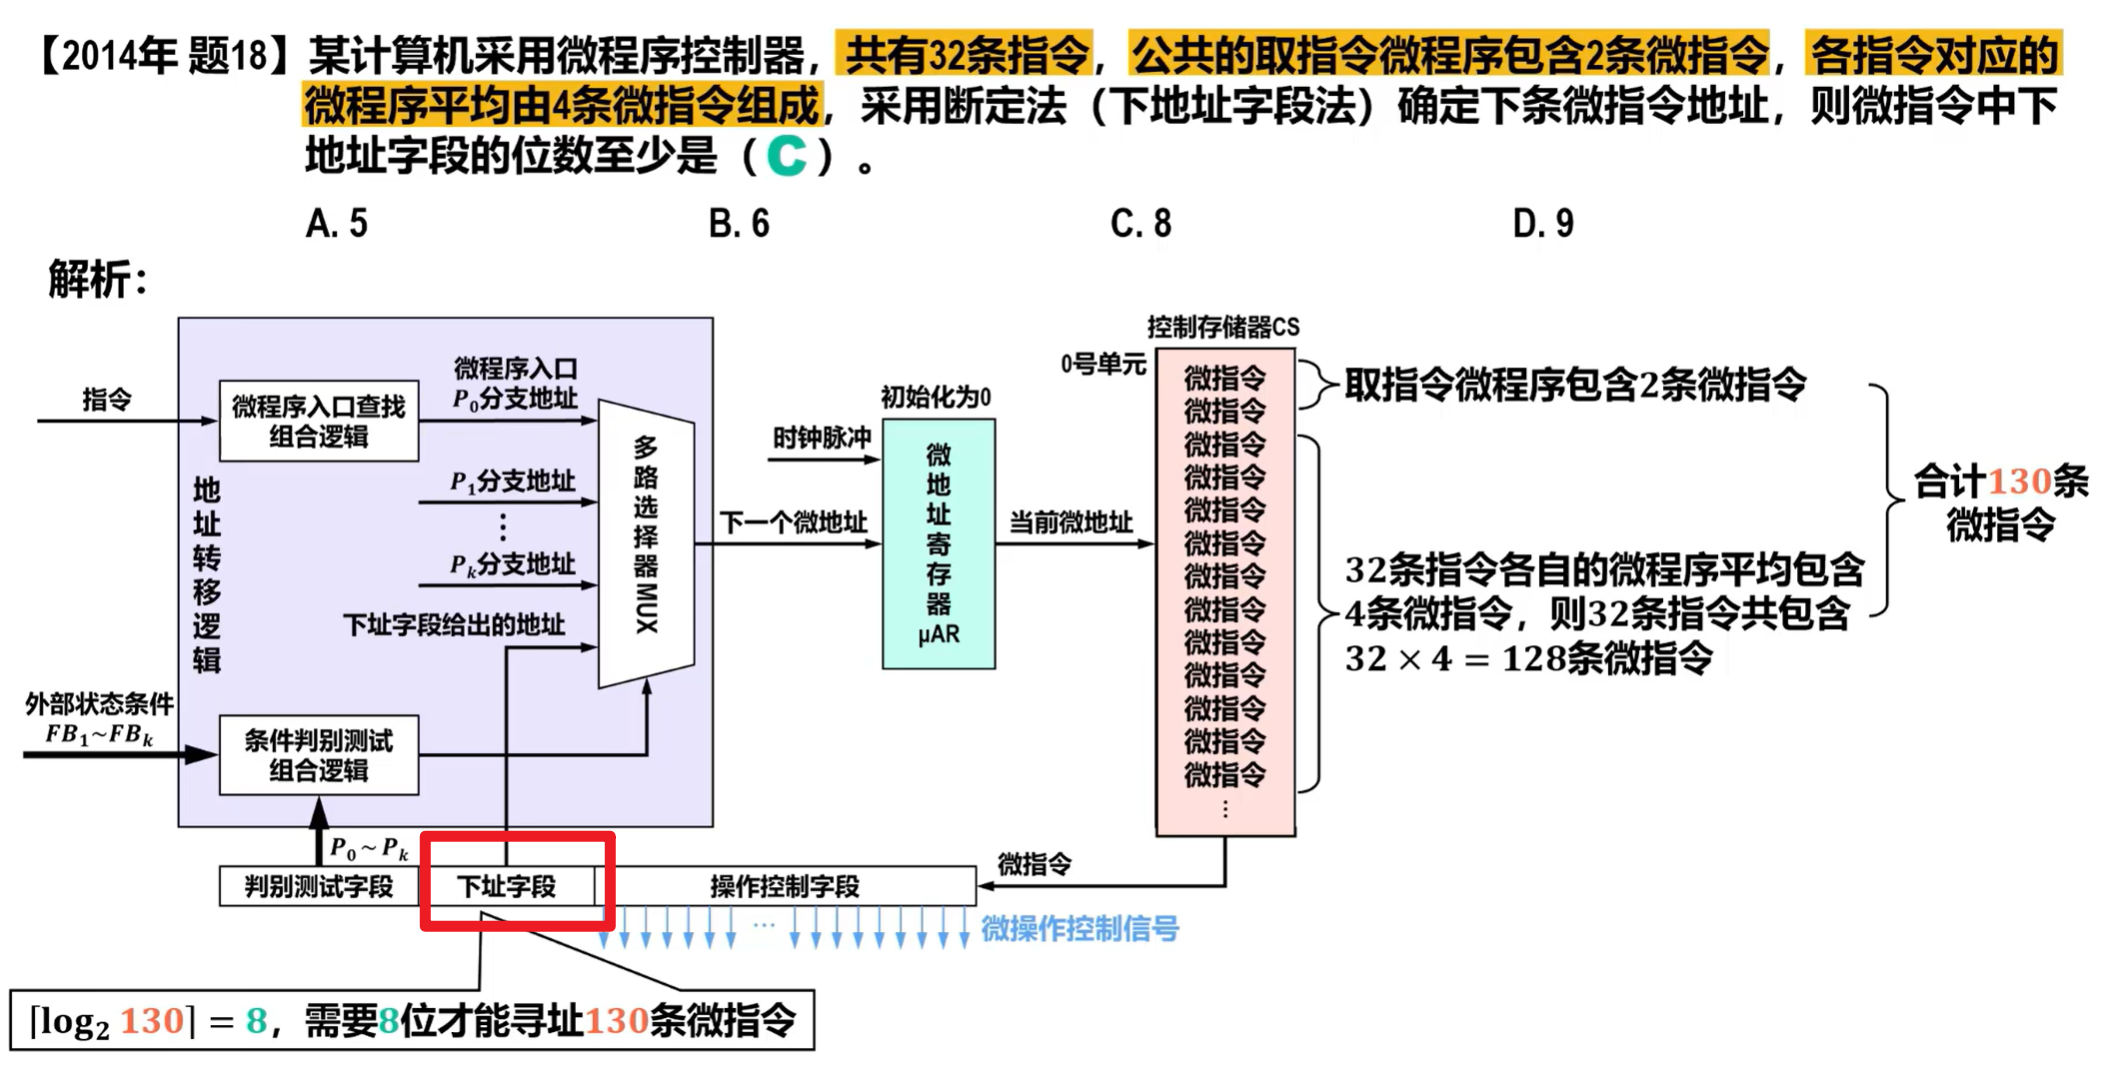 【2014年 题18】某计算机采用微程序控制器，共有32条指令，公共的取指令微程序包含2条微指令，各指令对应的
微程序平均由4条微指令组成，采用断定法（下地址字段法）确定下条微指令地址，则微指令中下
地址字段的位数至少是（C）。
A. 5
B. 6
C. 8
D. 9
解析：
指令
微程序入口查找
组合逻辑
微程序入口
P₀分支地址
P₁分支地址
⋮
Pₖ分支地址
下址字段给出的地址
多路选择器MUX
地址转移逻辑
外部状态条件
FB₁~FBₖ
条件判别测试
组合逻辑
P₀ ~ Pₖ
下一个微地址
时钟脉冲
初始化为0
微地址寄存器
μAR
当前微地址
控制存储器CS
0号单元
微指令
微指令
微指令
微指令
微指令
微指令
微指令
微指令
微指令
微指令
微指令
微指令
微指令
⋮
取指令微程序包含2条微指令
32条指令各自的微程序平均包含
4条微指令，则32条指令共包含
32 × 4 = 128条微指令
合计130条
微指令
微指令
判别测试字段
下址字段
操作控制字段
…
微操作控制信号
⌈log₂ 130⌉ = 8，需要8位才能寻址130条微指令